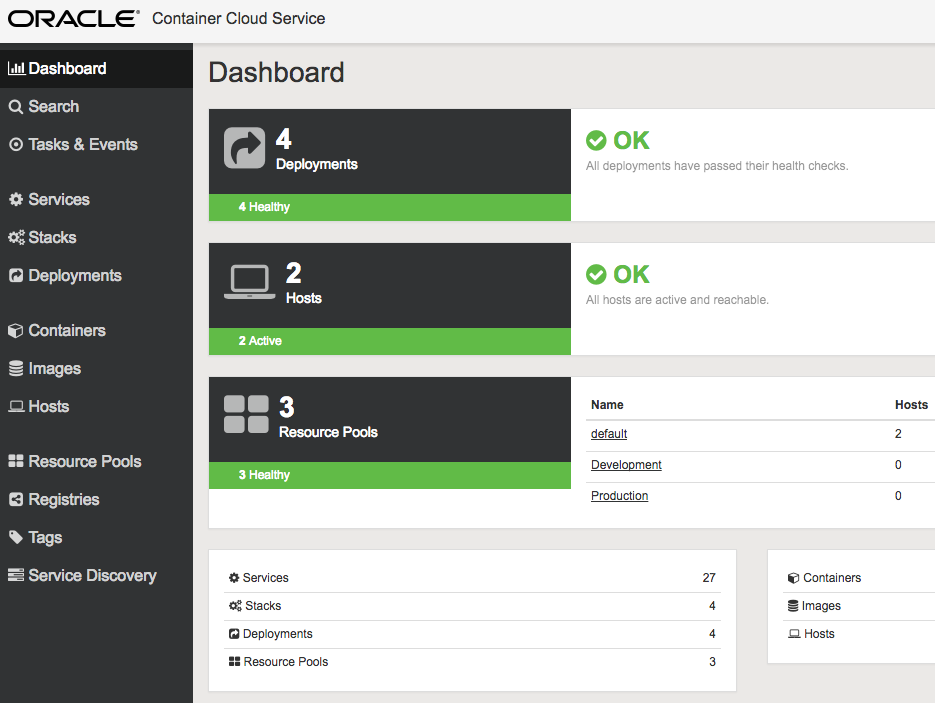 ORACLE® Container Cloud Service
Dashboard
Search
Tasks & Events
Services
Stacks
Deployments
Containers
Images
Hosts
Resource Pools
Registries
Tags
Service Discovery
Dashboard
4
Deployments
4 Healthy
OK
All deployments have passed their health checks.
2
Hosts
2 Active
OK
All hosts are active and reachable.
3
Resource Pools
3 Healthy
Name Hosts
default 2
Development 0
Production 0
Services 27
Stacks 4
Deployments 4
Resource Pools 3
Containers
Images
Hosts